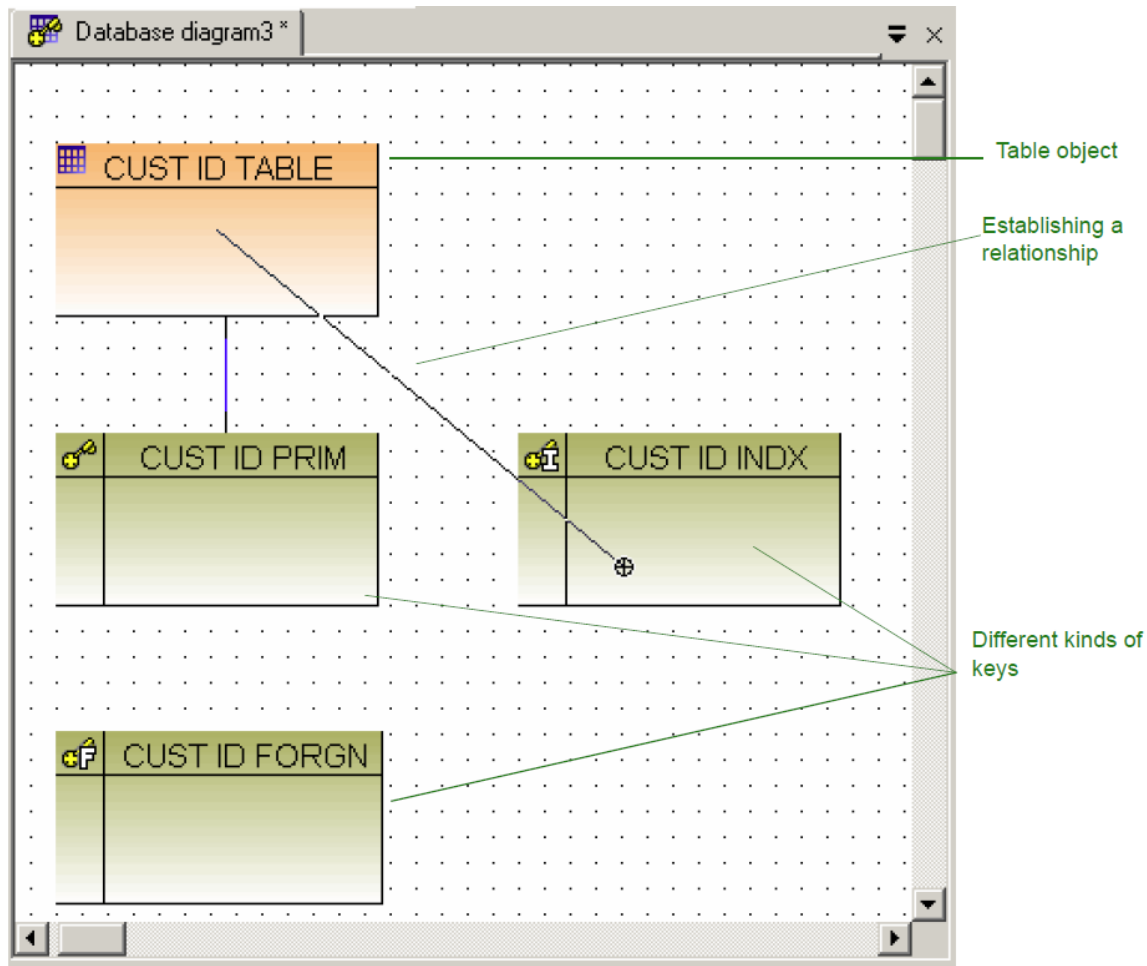 Database diagram3 *
CUST ID TABLE
Table object
Establishing a
relationship
CUST ID PRIM
CUST ID INDX
Different kinds of
keys
CUST ID FORGN